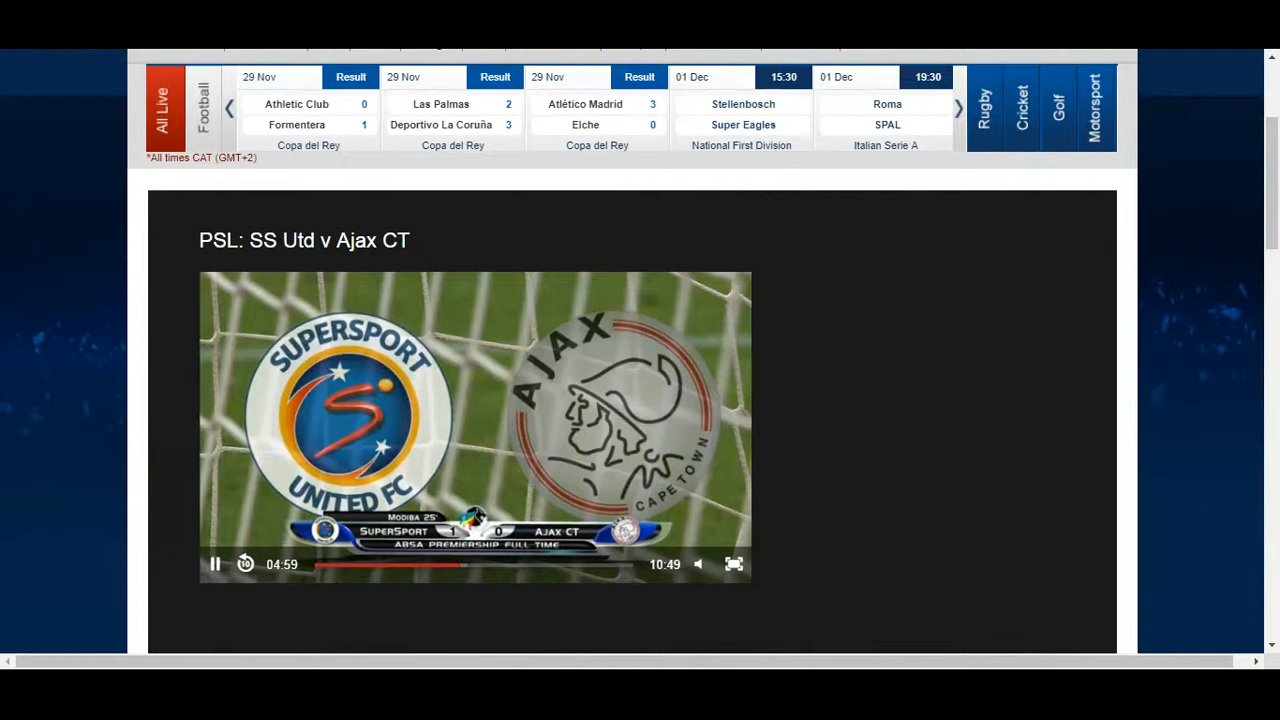 All Live
Football
29 Nov Result
Athletic Club 0
Formentera 1
Copa del Rey
29 Nov Result
Las Palmas 2
Deportivo La Coruña 3
Copa del Rey
29 Nov Result
Atlético Madrid 3
Elche 0
Copa del Rey
01 Dec 15:30
Stellenbosch
Super Eagles
National First Division
01 Dec 19:30
Roma
SPAL
Italian Serie A
Rugby
Cricket
Golf
Motorsport
*All times CAT (GMT+2)
PSL: SS Utd v Ajax CT
SUPERSPORT
UNITED FC
AJAX
CAPE TOWN
MODIBA 25'
SUPERSPORT 1 0 AJAX CT
ABSA PREMIERSHIP FULL TIME
10 04:59 10:49